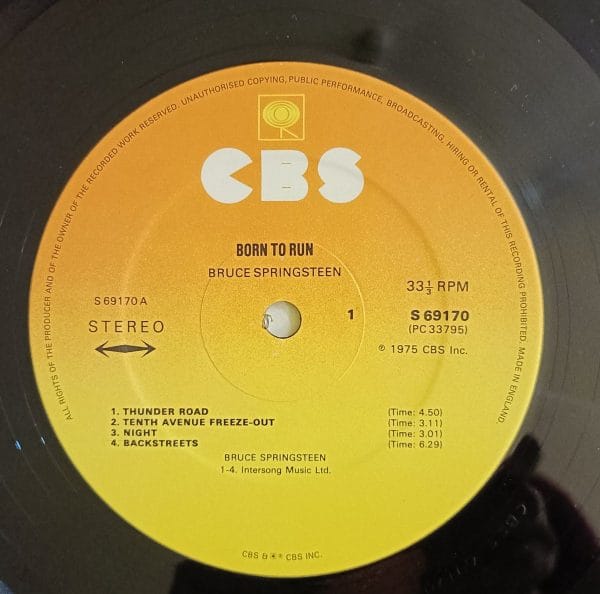 ALL RIGHTS OF THE PRODUCER AND OF THE OWNER OF THE RECORDED WORK RESERVED. UNAUTHORISED COPYING, PUBLIC PERFORMANCE, BROADCASTING, HIRING OR RENTAL OF THIS RECORDING PROHIBITED. MADE IN ENGLAND
CBS
BORN TO RUN
BRUCE SPRINGSTEEN
33⅓ RPM
S 69170 A
1
S 69170
STEREO
(PC 33795)
℗ 1975 CBS Inc.
1. THUNDER ROAD (Time: 4.50)
2. TENTH AVENUE FREEZE-OUT (Time: 3.11)
3. NIGHT (Time: 3.01)
4. BACKSTREETS (Time: 6.29)
BRUCE SPRINGSTEEN
1-4. Intersong Music Ltd.
CBS & CBS INC.